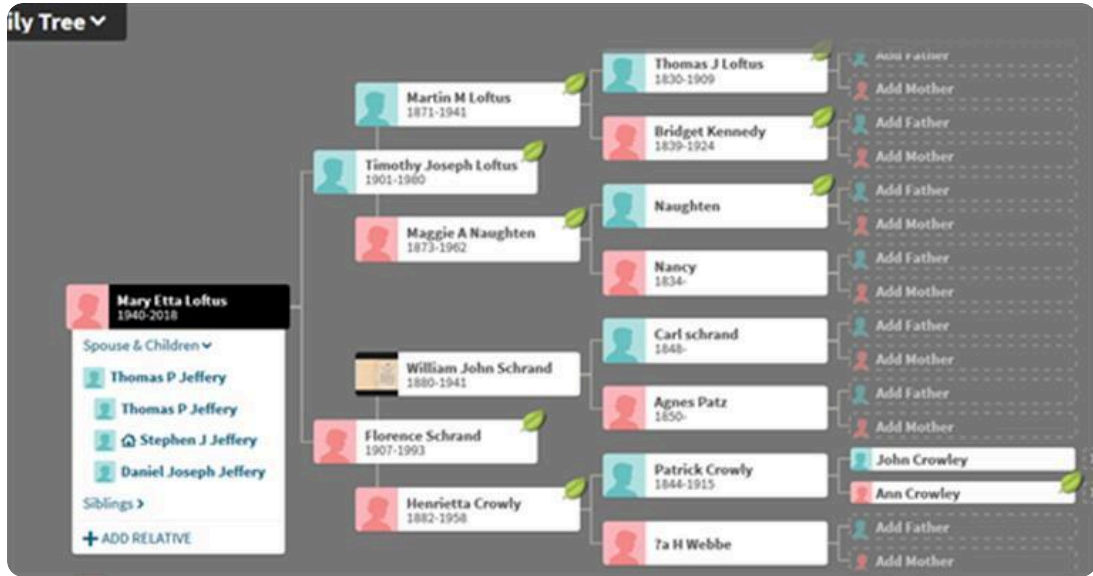 ily Tree
Mary Etta Loftus
1940-2018
Spouse & Children
Thomas P Jeffery
Thomas P Jeffery
Stephen J Jeffery
Daniel Joseph Jeffery
Siblings >
+ ADD RELATIVE
Timothy Joseph Loftus
1901-1980
Florence Schrand
1907-1993
Martin M Loftus
1871-1941
Maggie A Naughten
1873-1962
William John Schrand
1880-1941
Henrietta Crowly
1882-1958
Thomas J Loftus
1830-1909
Bridget Kennedy
1839-1924
Naughten
Nancy
1834-
Carl schrand
1848-
Agnes Patz
1850-
Patrick Crowly
1844-1915
?a H Webbe
Add Father
Add Mother
Add Father
Add Mother
Add Father
Add Mother
Add Father
Add Mother
Add Father
Add Mother
Add Father
Add Mother
John Crowley
Ann Crowley
Add Father
Add Mother